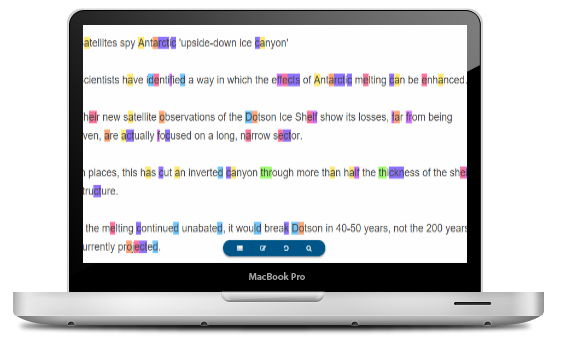 atellites spy Antarctic 'upside-down ice canyon'
cientists have identified a way in which the effects of Antarctic melting can be enhanced.
heir new satellite observations of the Dotson Ice Shelf show its losses, far from being
ven, are actually focused on a long, narrow sector.
n places, this has cut an inverted canyon through more than half the thickness of the shel
tructure.
the melting continued unabated, it would break Dotson in 40-50 years, not the 200 years
urrently projected.
MacBook Pro